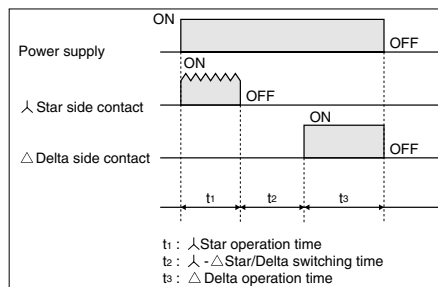 ON
Power supply
OFF
ON
⅄ Star side contact
OFF
ON
△ Delta side contact
OFF
t1 t2 t3
t1 : ⅄Star operation time
t2 : ⅄ - △Star/Delta switching time
t3 : △ Delta operation time